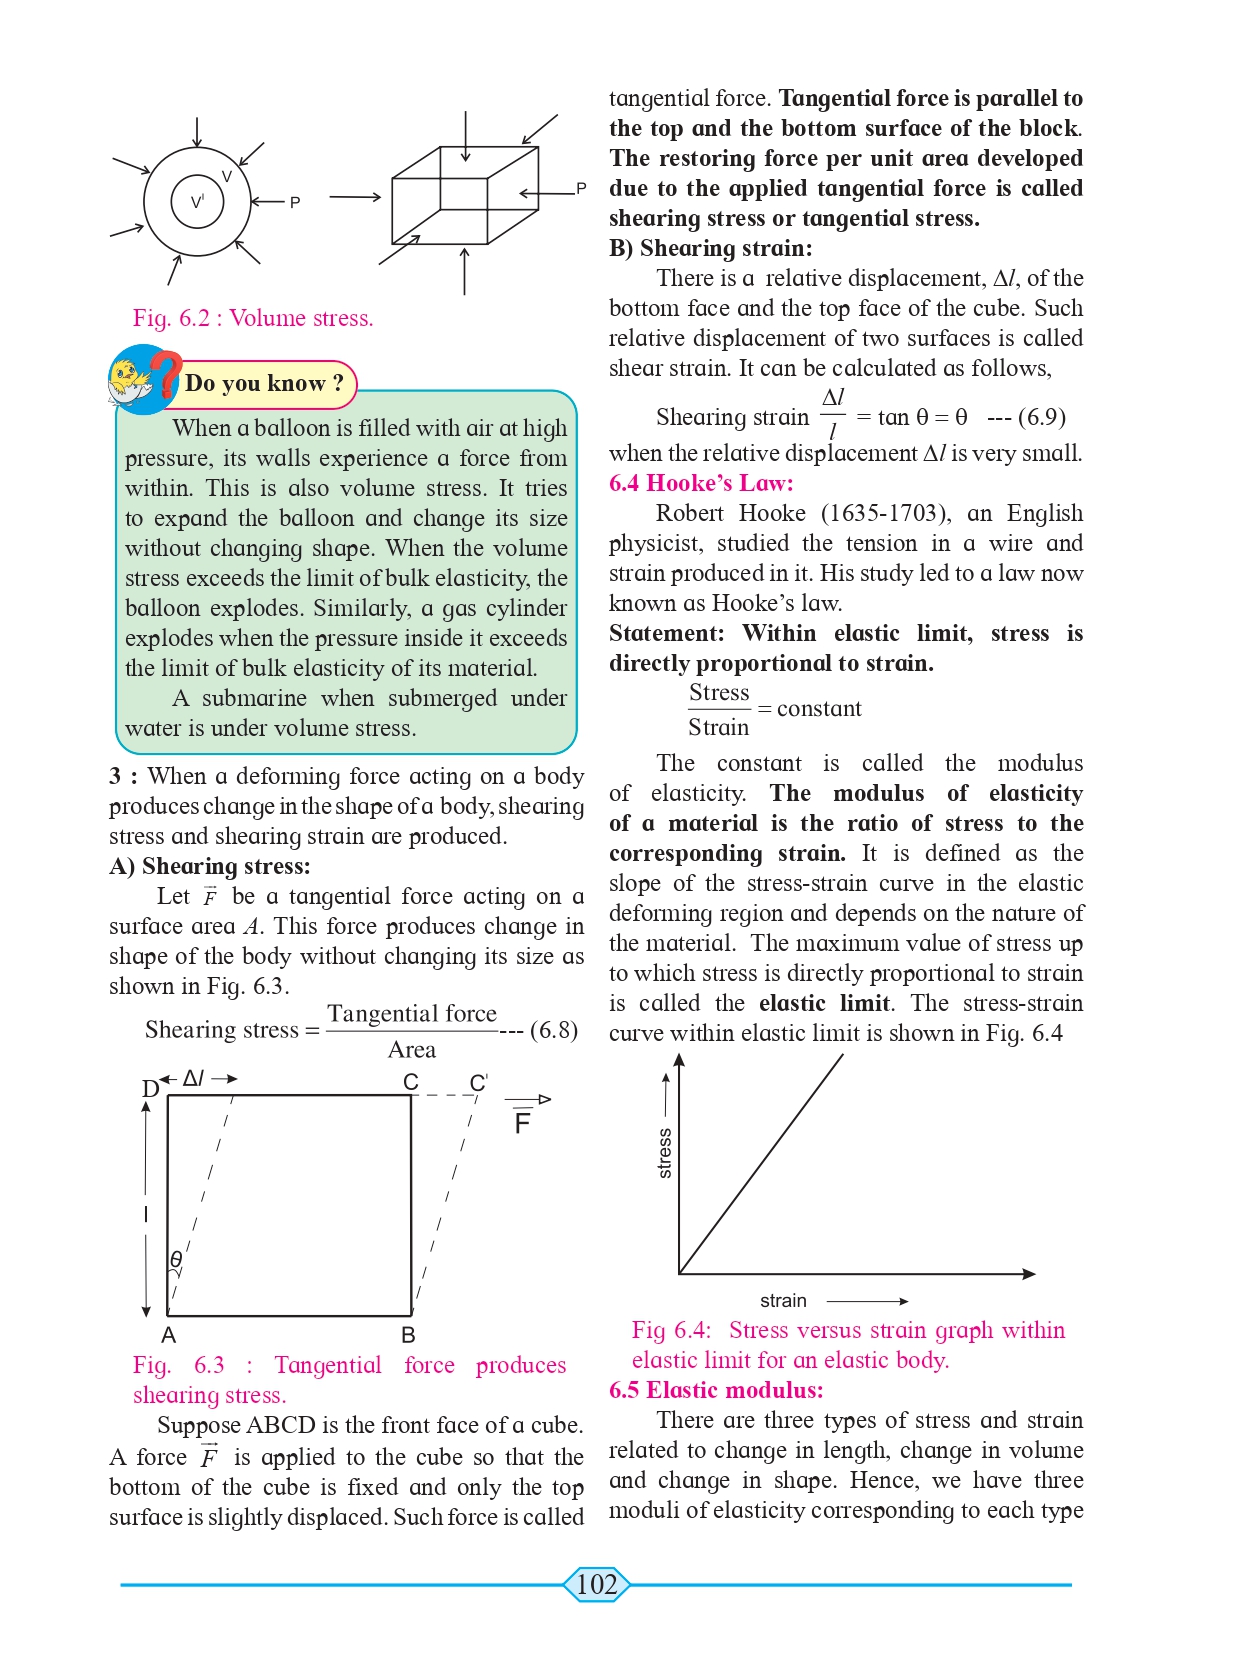 V
V'
P
P
Fig. 6.2 : Volume stress.
Do you know ?
When a balloon is filled with air at high
pressure, its walls experience a force from
within. This is also volume stress. It tries
to expand the balloon and change its size
without changing shape. When the volume
stress exceeds the limit of bulk elasticity, the
balloon explodes. Similarly, a gas cylinder
explodes when the pressure inside it exceeds
the limit of bulk elasticity of its material.
A submarine when submerged under
water is under volume stress.
3 : When a deforming force acting on a body
produces change in the shape of a body, shearing
stress and shearing strain are produced.
A) Shearing stress:
Let F⃗ be a tangential force acting on a
surface area A. This force produces change in
shape of the body without changing its size as
shown in Fig. 6.3.
Shearing stress = Tangential force / Area --- (6.8)
D Δl C C'
F
l
θ
A B
Fig. 6.3 : Tangential force produces
shearing stress.
Suppose ABCD is the front face of a cube.
A force F⃗ is applied to the cube so that the
bottom of the cube is fixed and only the top
surface is slightly displaced. Such force is called
tangential force. Tangential force is parallel to
the top and the bottom surface of the block.
The restoring force per unit area developed
due to the applied tangential force is called
shearing stress or tangential stress.
B) Shearing strain:
There is a relative displacement, Δl, of the
bottom face and the top face of the cube. Such
relative displacement of two surfaces is called
shear strain. It can be calculated as follows,
Shearing strain Δl / l = tan θ = θ --- (6.9)
when the relative displacement Δl is very small.
6.4 Hooke's Law:
Robert Hooke (1635-1703), an English
physicist, studied the tension in a wire and
strain produced in it. His study led to a law now
known as Hooke's law.
Statement: Within elastic limit, stress is
directly proportional to strain.
Stress / Strain = constant
The constant is called the modulus
of elasticity. The modulus of elasticity
of a material is the ratio of stress to the
corresponding strain. It is defined as the
slope of the stress-strain curve in the elastic
deforming region and depends on the nature of
the material. The maximum value of stress up
to which stress is directly proportional to strain
is called the elastic limit. The stress-strain
curve within elastic limit is shown in Fig. 6.4
stress
strain
Fig 6.4: Stress versus strain graph within
elastic limit for an elastic body.
6.5 Elastic modulus:
There are three types of stress and strain
related to change in length, change in volume
and change in shape. Hence, we have three
moduli of elasticity corresponding to each type
102